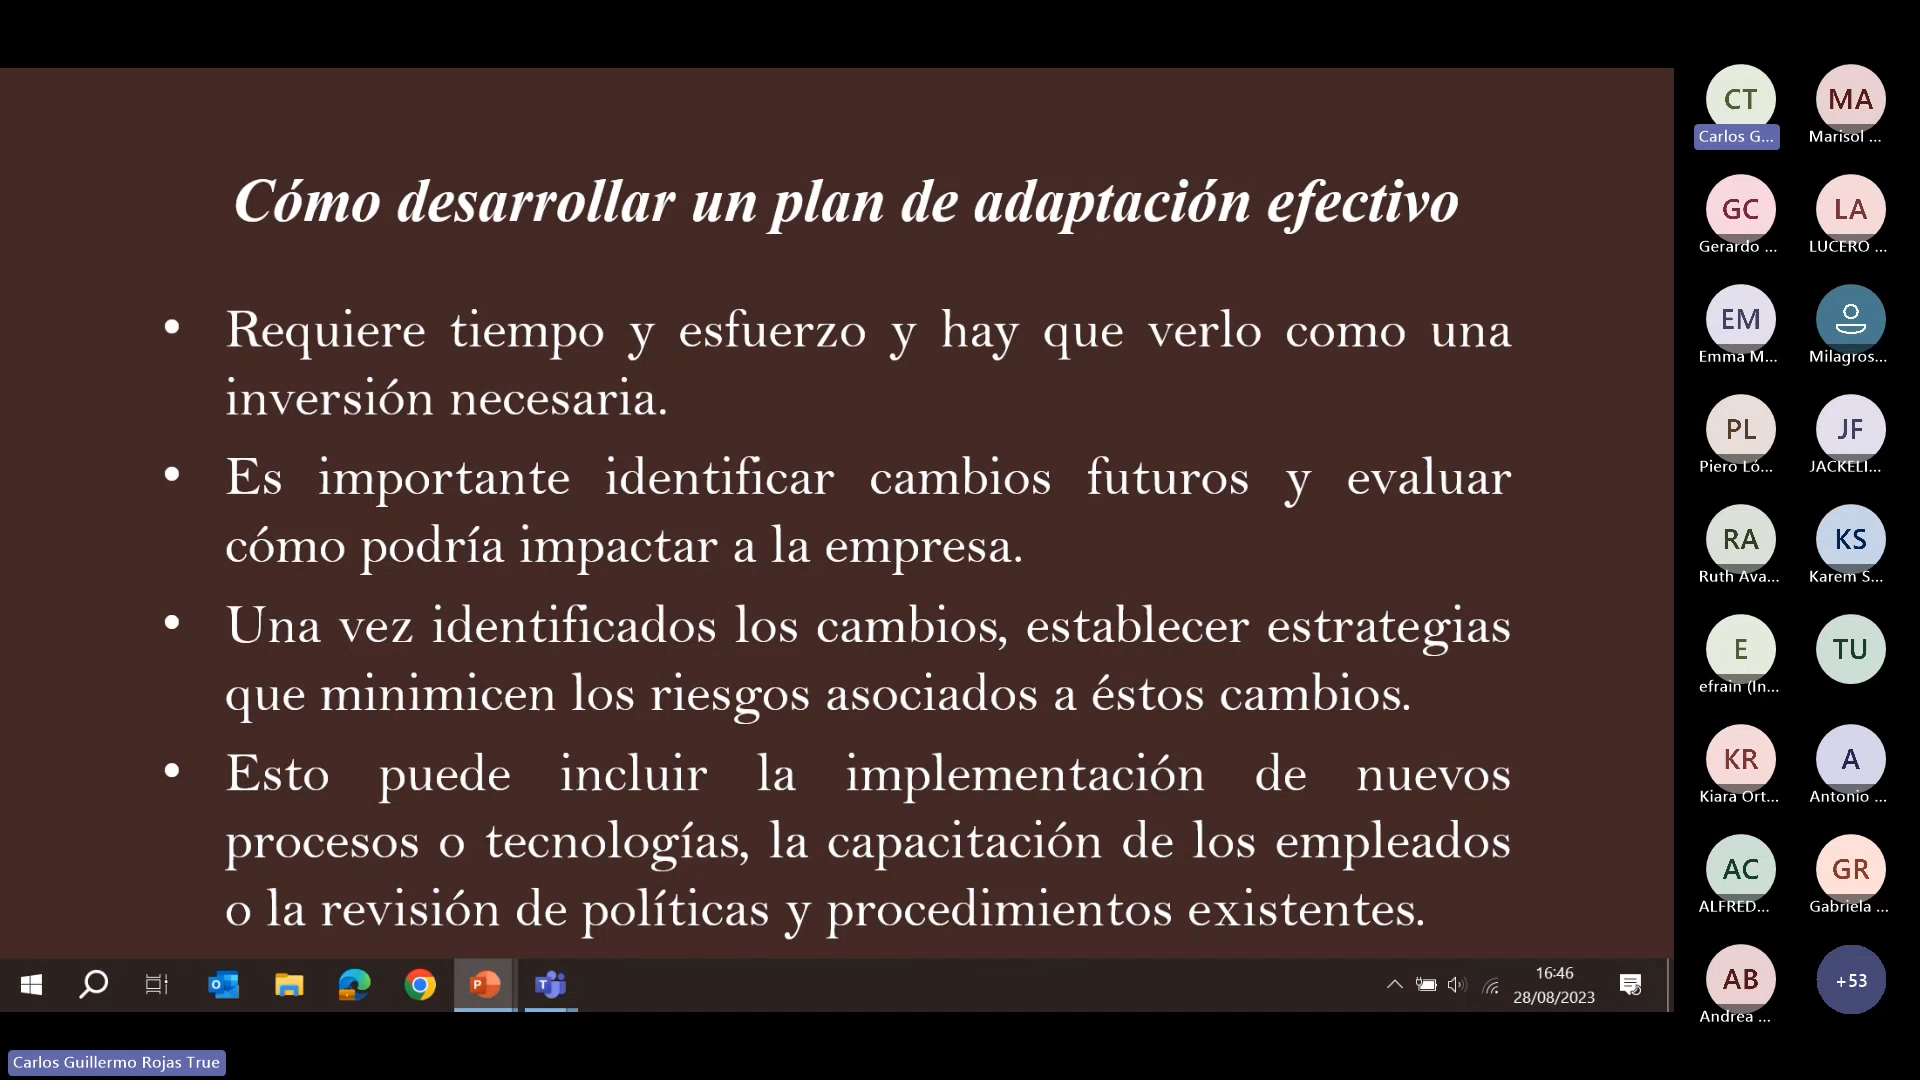 Cómo desarrollar un plan de adaptación efectivo
• Requiere tiempo y esfuerzo y hay que verlo como una
inversión necesaria.
• Es importante identificar cambios futuros y evaluar
cómo podría impactar a la empresa.
• Una vez identificados los cambios, establecer estrategias
que minimicen los riesgos asociados a éstos cambios.
• Esto puede incluir la implementación de nuevos
procesos o tecnologías, la capacitación de los empleados
o la revisión de políticas y procedimientos existentes.
16:46
28/08/2023
Carlos Guillermo Rojas True
CT
Carlos G...
MA
Marisol ...
GC
Gerardo ...
LA
LUCERO ...
EM
Emma M...
Milagros...
PL
Piero Ló...
JF
JACKELI...
RA
Ruth Ava...
KS
Karem S...
E
efrain (In...
TU
KR
Kiara Ort...
A
Antonio ...
AC
ALFRED...
GR
Gabriela ...
AB
Andrea ...
+53